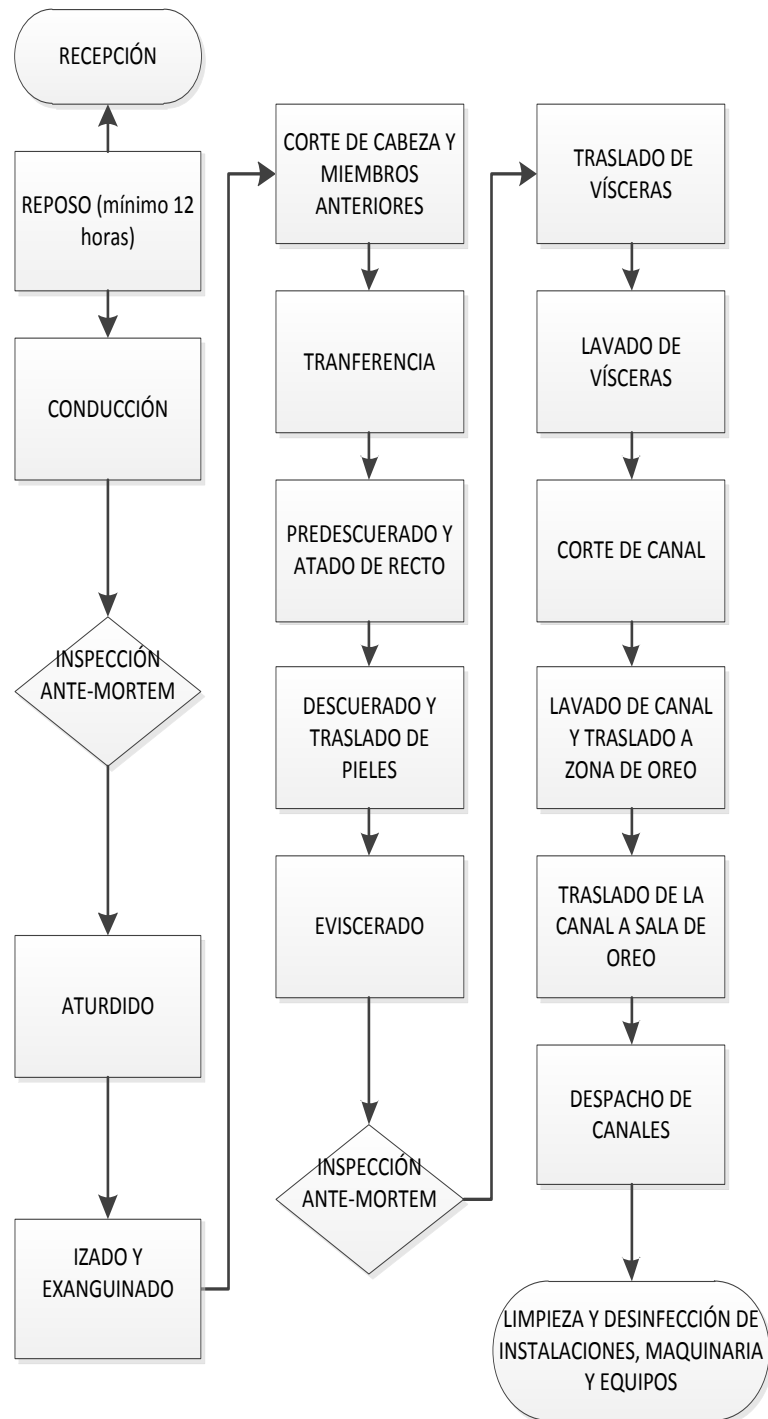 RECEPCIÓN
REPOSO (mínimo 12
horas)
CONDUCCIÓN
INSPECCIÓN
ANTE-MORTEM
ATURDIDO
IZADO Y
EXANGUINADO
CORTE DE CABEZA Y
MIEMBROS
ANTERIORES
TRANFERENCIA
PREDESCUERADO Y
ATADO DE RECTO
DESCUERADO Y
TRASLADO DE
PIELES
EVISCERADO
INSPECCIÓN
ANTE-MORTEM
TRASLADO DE
VÍSCERAS
LAVADO DE
VÍSCERAS
CORTE DE CANAL
LAVADO DE CANAL
Y TRASLADO A
ZONA DE OREO
TRASLADO DE LA
CANAL A SALA DE
OREO
DESPACHO DE
CANALES
LIMPIEZA Y DESINFECCIÓN DE
INSTALACIONES, MAQUINARIA
Y EQUIPOS